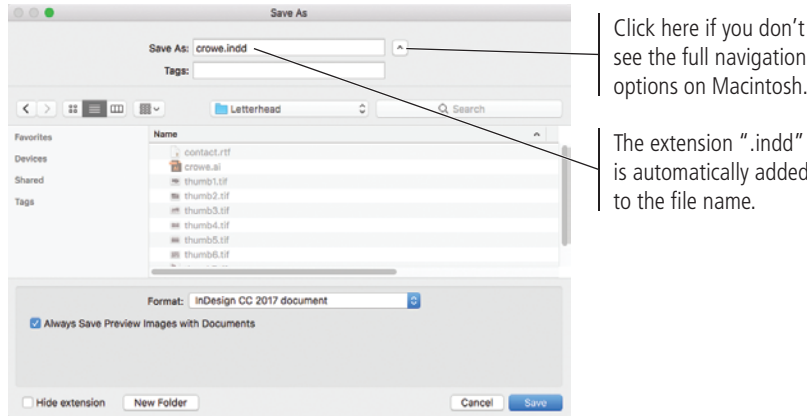 Save As
Save As: crowe.indd
Tags:
Letterhead
Search
Favorites
Devices
Shared
Tags
Name
contact.rtf
crowe.ai
thumb1.tif
thumb2.tif
thumb3.tif
thumb4.tif
thumb5.tif
thumb6.tif
Format: InDesign CC 2017 document
Always Save Preview Images with Documents
Hide extension
New Folder
Cancel
Save
Click here if you don’t
see the full navigation
options on Macintosh.
The extension ".indd"
is automatically added
to the file name.